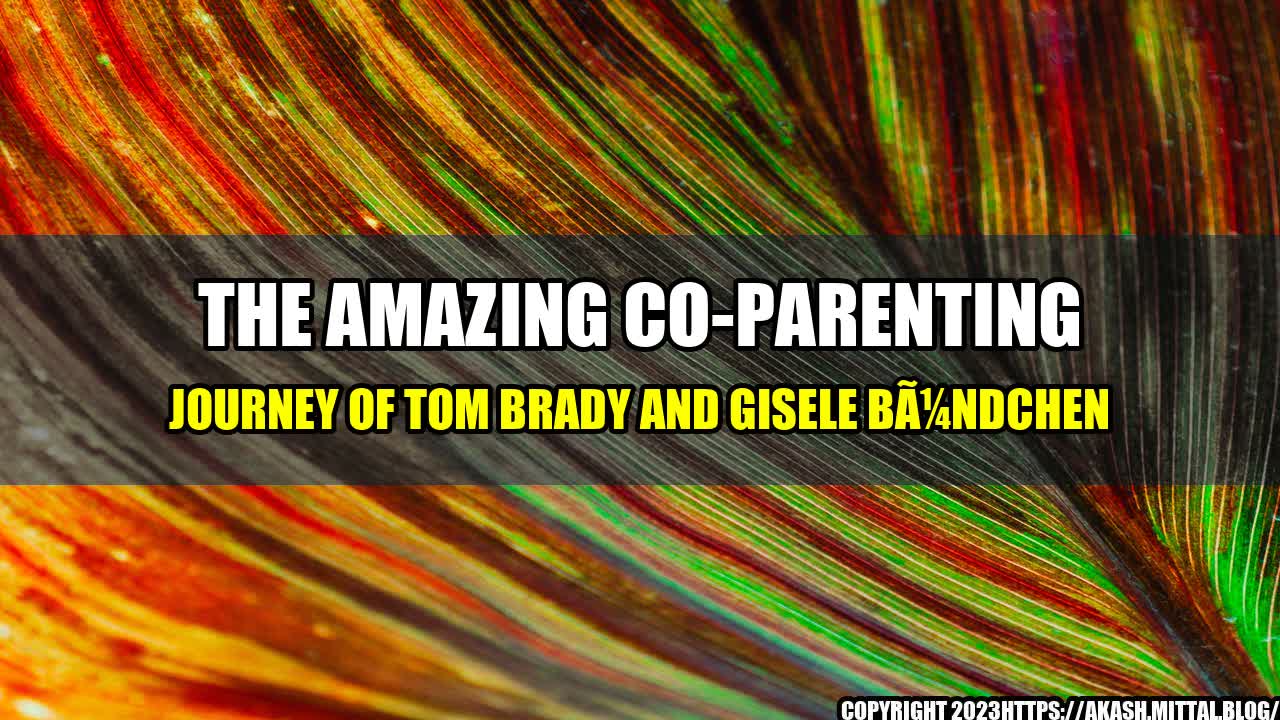 THE AMAZING CO-PARENTING
JOURNEY OF TOM BRADY AND GISELE BÃ¼NDCHEN
COPYRIGHT 2023HTTPS://AKASH.MITTAL.BLOG/